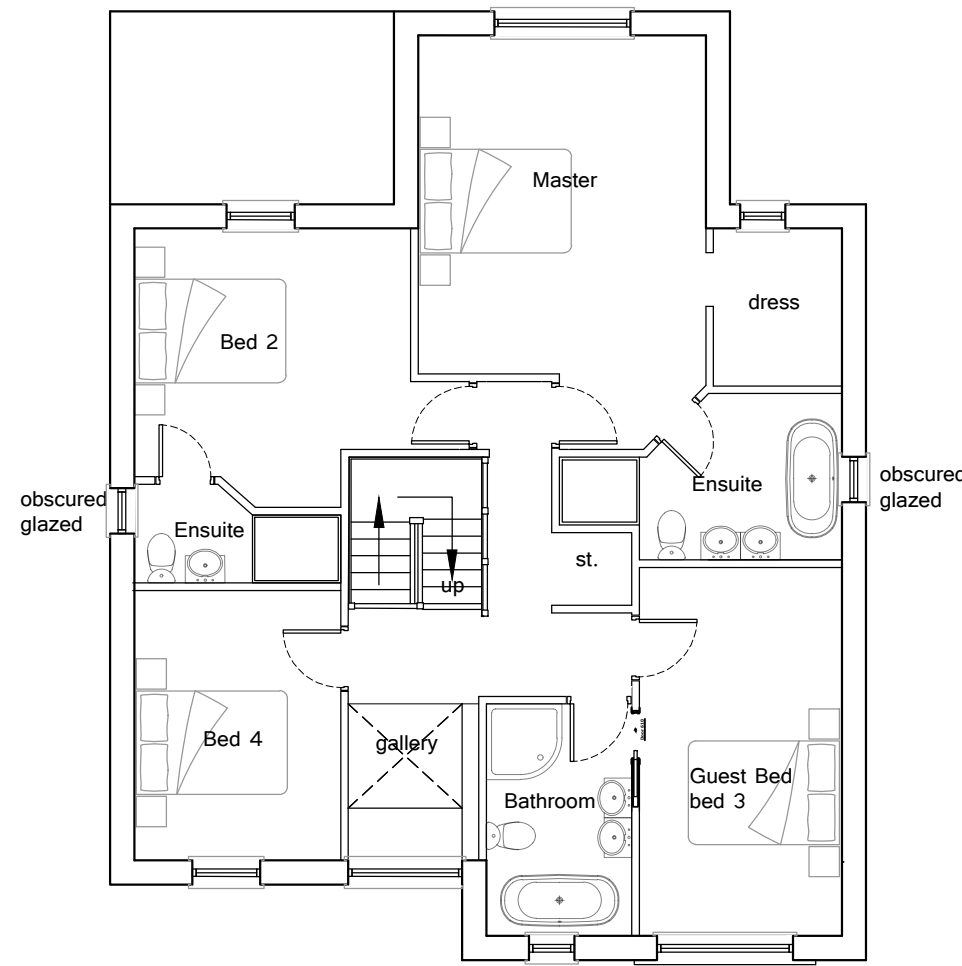 Master
dress
Bed 2
obscured
glazed
Ensuite
Ensuite
obscured
glazed
st.
up
Bed 4
gallery
Bathroom
Guest Bed
bed 3